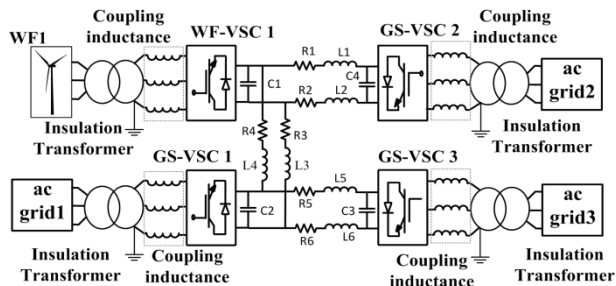 Coupling inductance
WF-VSC 1
GS-VSC 2
WF1
R1
L1
C1
C4
R2
L2
ac grid2
Insulation Transformer
R4
R3
Coupling inductance
Insulation Transformer
L4
L3
GS-VSC 1
GS-VSC 3
ac grid1
L5
R5
C2
C3
R6
L6
ac grid3
Insulation Transformer
Coupling inductance
Coupling inductance
Insulation Transformer